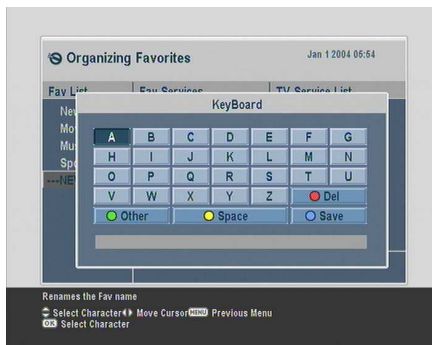 Organizing Favorites
Jan 1 2004 06:54
Fav List Fav Services TV Service List
KeyBoard
A B C D E F G
H I J K L M N
O P Q R S T U
V W X Y Z Del
Other Space Save
---NE
Renames the Fav name
Select Character Move Cursor MENU Previous Menu
OK Select Character